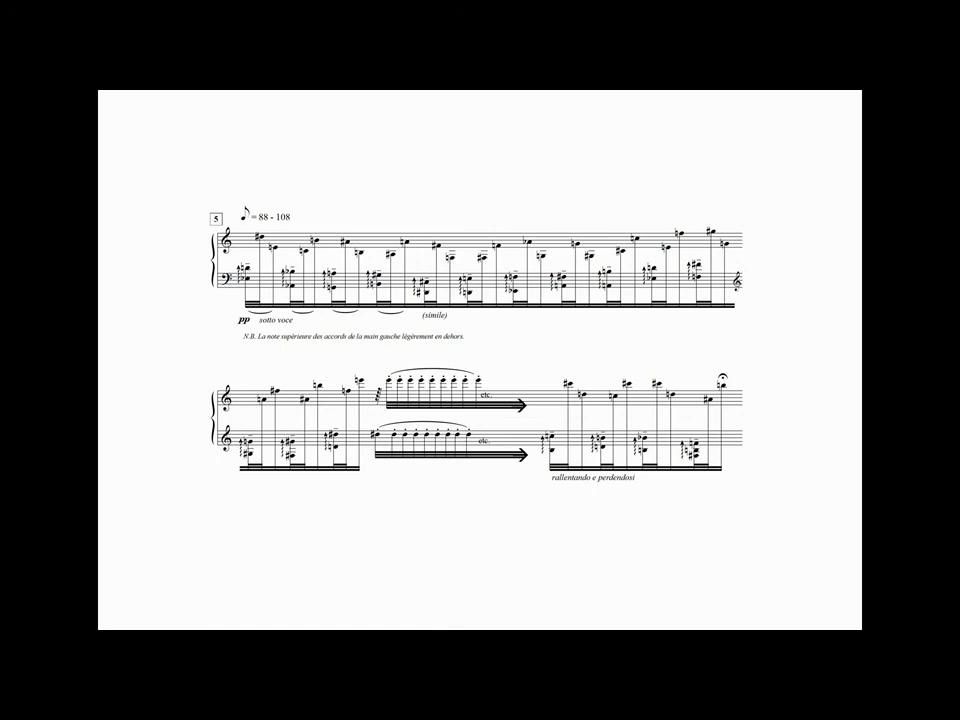 5
♪ = 88 - 108
pp sotto voce
(simile)
N.B. La note supérieure des accords de la main gauche légèrement en dehors.
etc.
etc.
rallentando e perdendosi